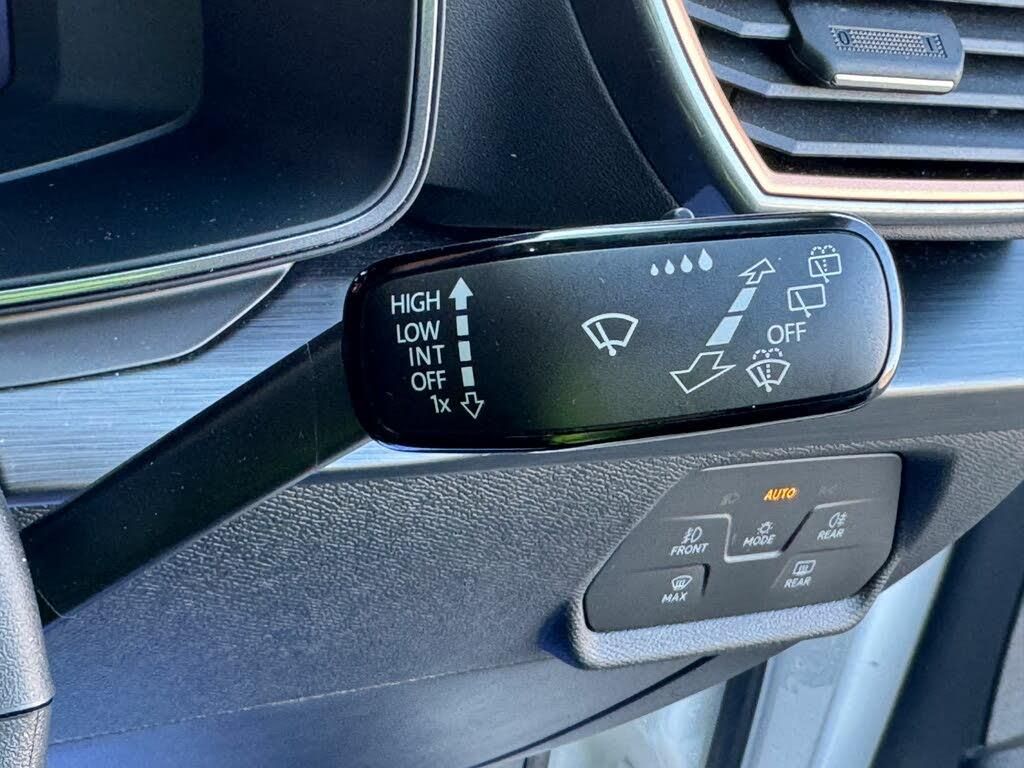 O I
HIGH
LOW
INT
OFF
1x
OFF
AUTO
FRONT
MODE
REAR
MAX
REAR